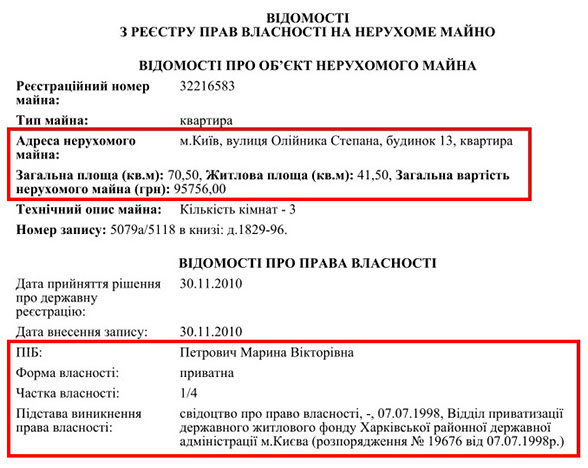 ВІДОМОСТІ
З РЕЄСТРУ ПРАВ ВЛАСНОСТІ НА НЕРУХОМЕ МАЙНО
ВІДОМОСТІ ПРО ОБ’ЄКТ НЕРУХОМОГО МАЙНА
Реєстраційний номер 32216583
майна:
Тип майна: квартира
Адреса нерухомого м.Київ, вулиця Олійника Степана, будинок 13, квартира
майна:
Загальна площа (кв.м): 70,50, Житлова площа (кв.м): 41,50, Загальна вартість
нерухомого майна (грн): 95756,00
Технічний опис майна: Кількість кімнат - 3
Номер запису: 5079а/5118 в книзі: д.1829-96.
ВІДОМОСТІ ПРО ПРАВА ВЛАСНОСТІ
Дата прийняття рішення 30.11.2010
про державну
реєстрацію:
Дата внесення запису: 30.11.2010
ПІБ: Петрович Марина Вікторівна
Форма власності: приватна
Частка власності: 1/4
Підстава виникнення свідоцтво про право власності, -, 07.07.1998, Відділ приватизації
права власності: державного житлового фонду Харківської районної державної
адміністрації м.Києва (розпорядження № 19676 від 07.07.1998р.)